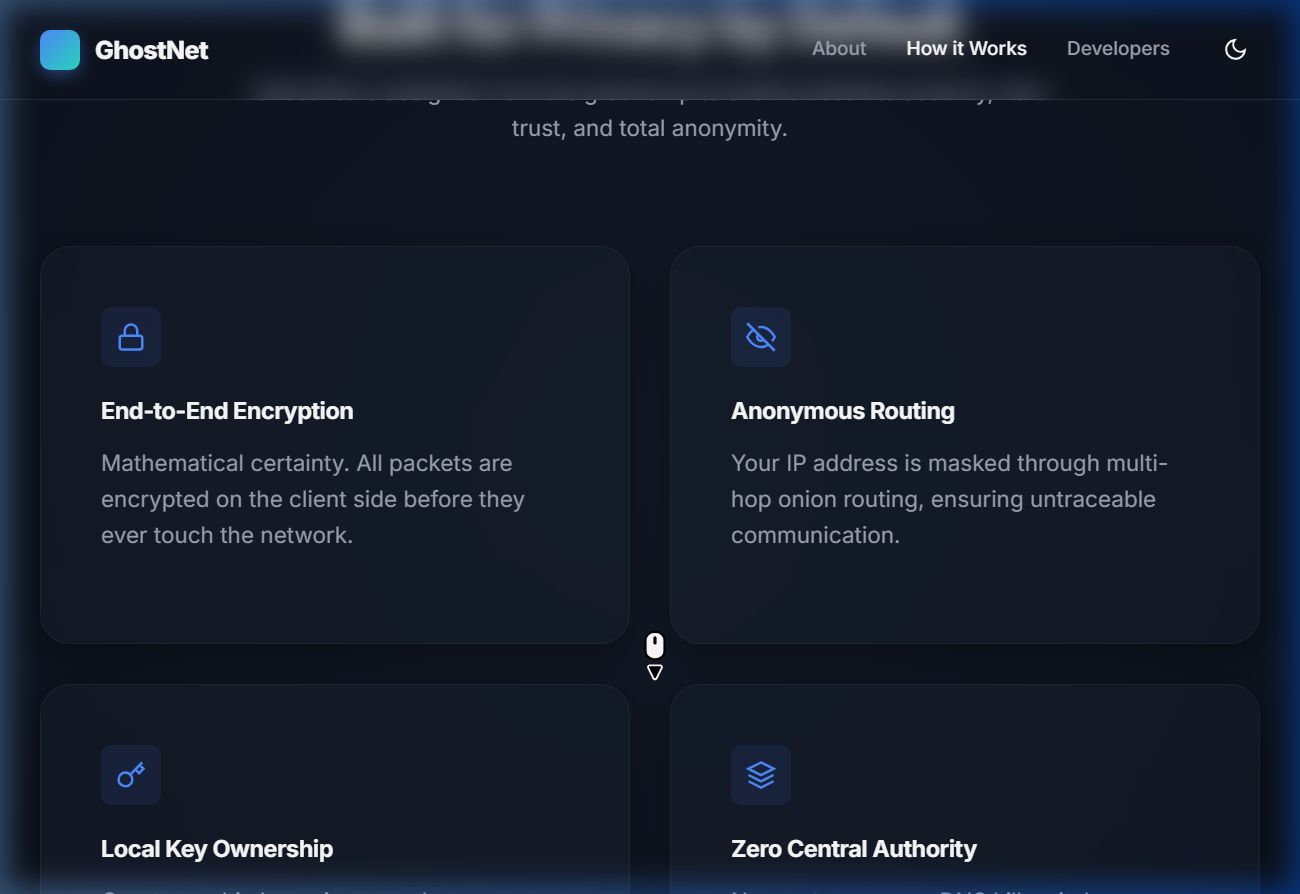 GhostNet
About
How it Works
Developers
trust, and total anonymity.
End-to-End Encryption
Mathematical certainty. All packets are
encrypted on the client side before they
ever touch the network.
Anonymous Routing
Your IP address is masked through multi-
hop onion routing, ensuring untraceable
communication.
Local Key Ownership
Zero Central Authority